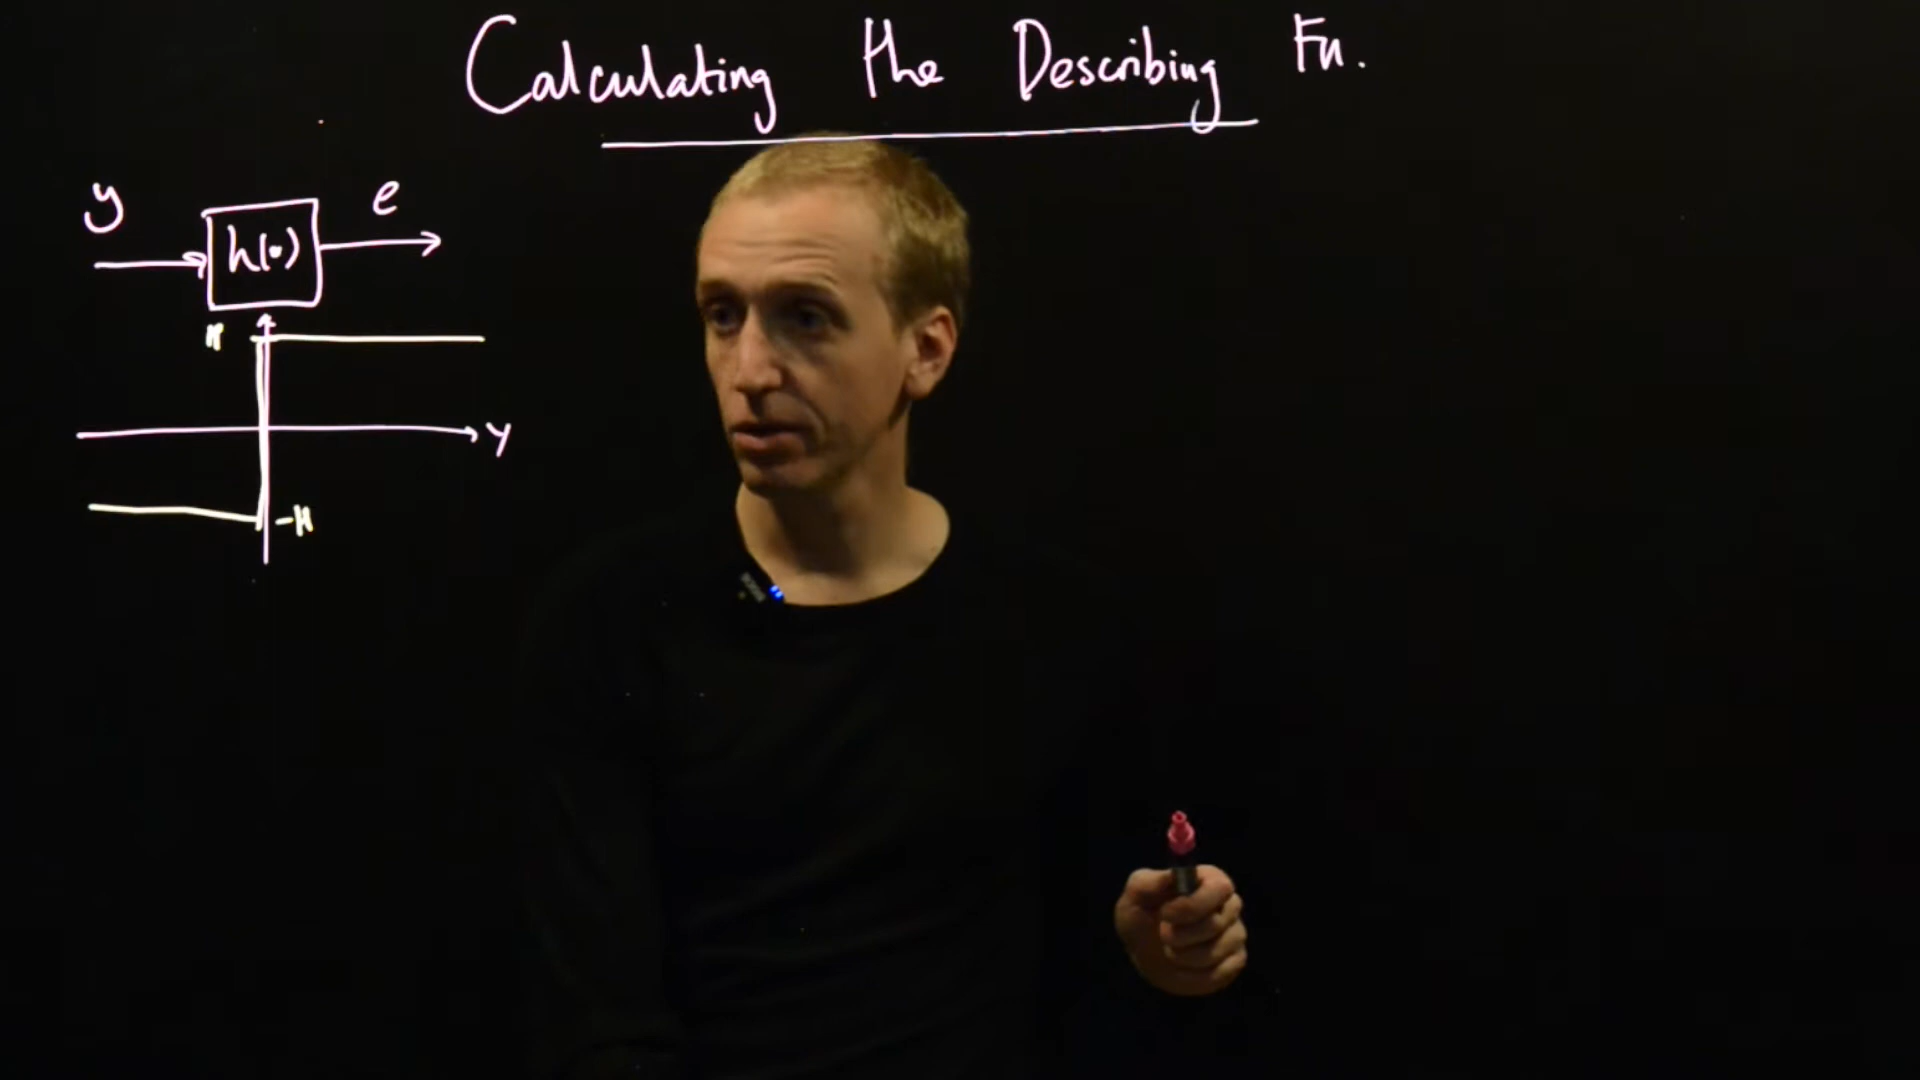 Calculating the Describing Fn.
y
e
h(•)
H
y
-H